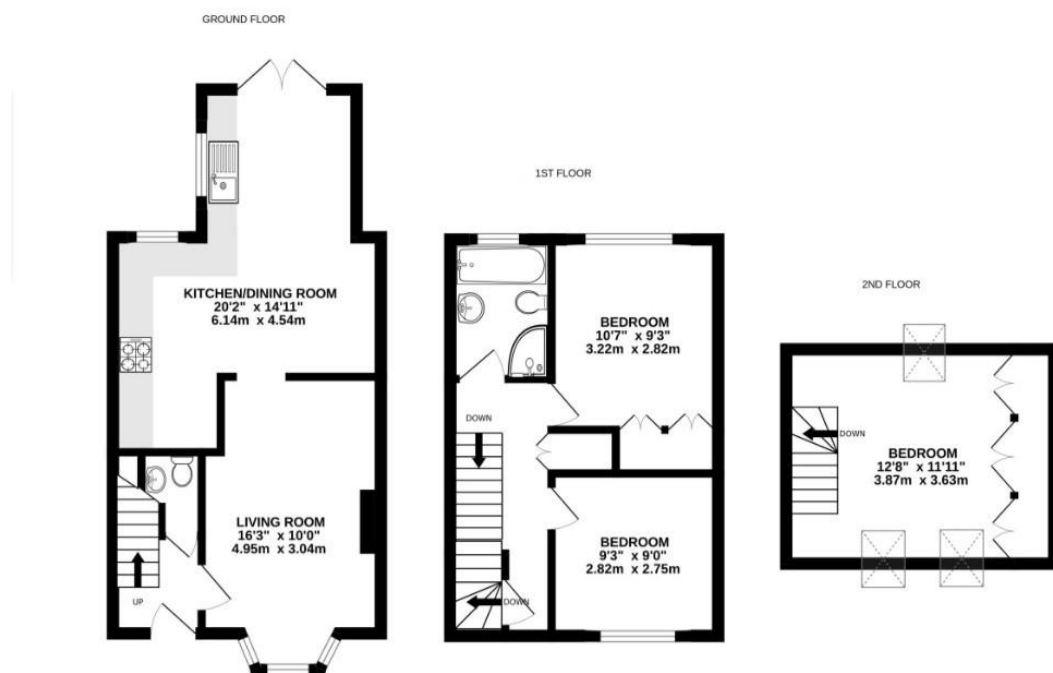 GROUND FLOOR
KITCHEN/DINING ROOM
20'2" x 14'11"
6.14m x 4.54m
LIVING ROOM
16'3" x 10'0"
4.95m x 3.04m
UP
1ST FLOOR
BEDROOM
10'7" x 9'3"
3.22m x 2.82m
DOWN
BEDROOM
9'3" x 9'0"
2.82m x 2.75m
DOWN
2ND FLOOR
DOWN
BEDROOM
12'8" x 11'11"
3.87m x 3.63m